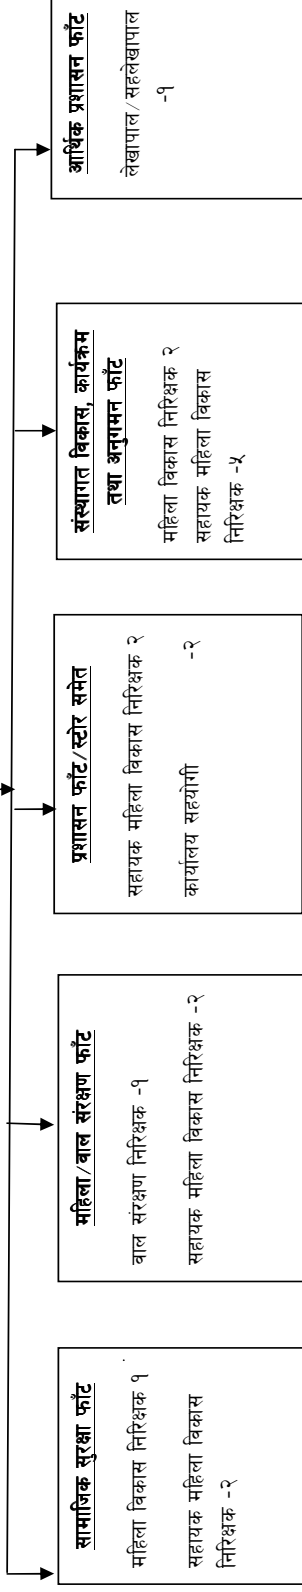 सामाजिक सुरक्षा फाँट
महिला विकास निरिक्षक १
सहायक महिला विकास
निरिक्षक -२
महिला/वाल संरक्षण फाँट
वाल संरक्षण निरिक्षक -१
सहायक महिला विकास निरिक्षक -२
प्रशासन फाँट/स्टोर समेत
सहायक महिला विकास निरिक्षक २
कार्यालय सहयोगी -२
संस्थागत विकास, कार्यक्रम
तथा अनुगमन फाँट
महिला विकास निरिक्षक २
सहायक महिला विकास
निरिक्षक -५
आर्थिक प्रशासन फाँट
लेखापाल/सहलेखापाल
-१